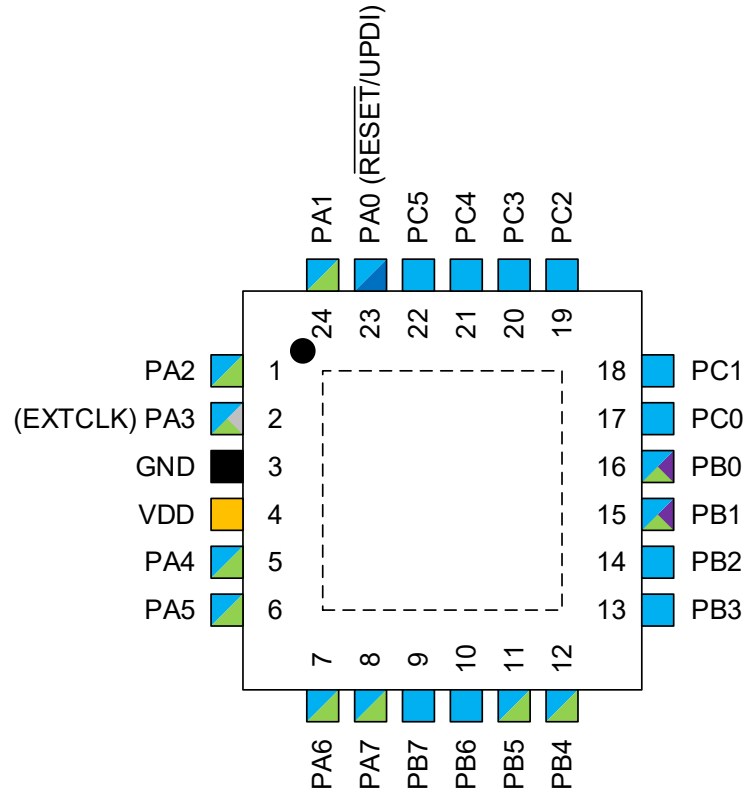 PA1
PA0 (RESET/UPDI)
PC5
PC4
PC3
PC2
24
23
22
21
20
19
PA2 1
(EXTCLK) PA3 2
GND 3
VDD 4
PA4 5
PA5 6
18 PC1
17 PC0
16 PB0
15 PB1
14 PB2
13 PB3
7
8
9
10
11
12
PA6
PA7
PB7
PB6
PB5
PB4